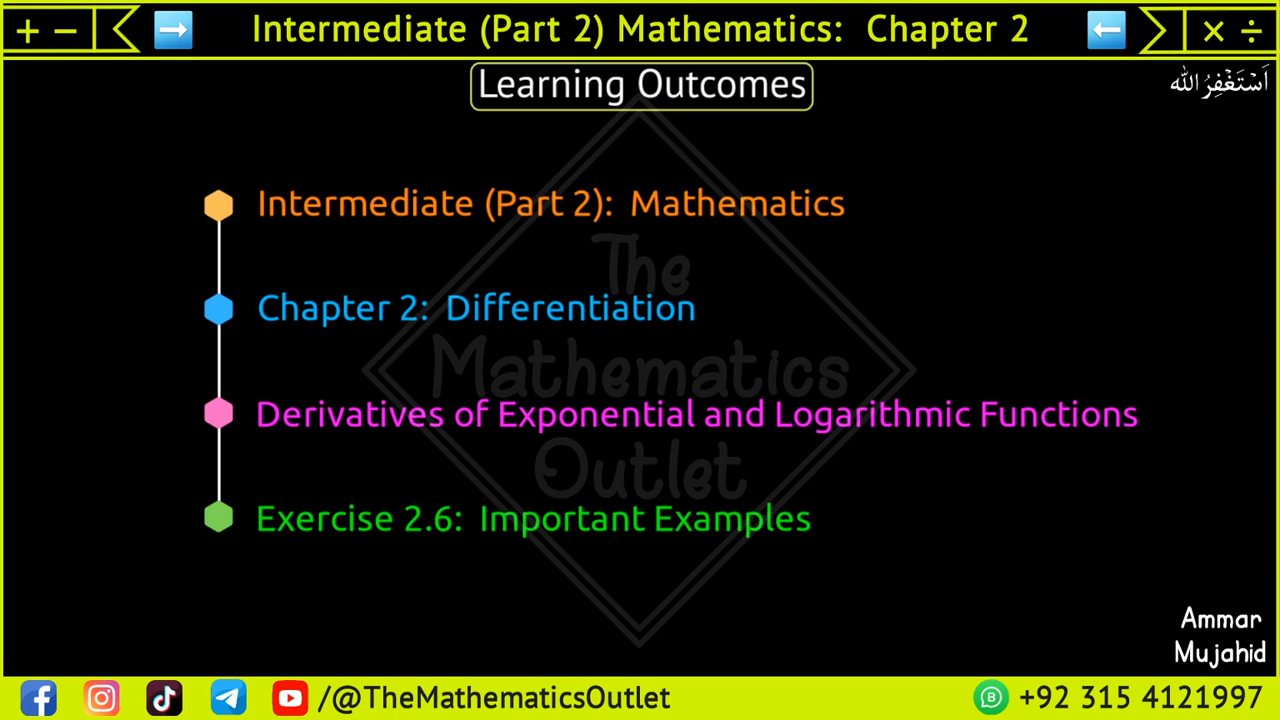 + − Intermediate (Part 2) Mathematics: Chapter 2 × ÷
Learning Outcomes
اَسْتَغْفِرُ اللّٰه
Intermediate (Part 2): Mathematics
Chapter 2: Differentiation
Derivatives of Exponential and Logarithmic Functions
Exercise 2.6: Important Examples
The
Mathematics
Outlet
Ammar
Mujahid
/@TheMathematicsOutlet +92 315 4121997